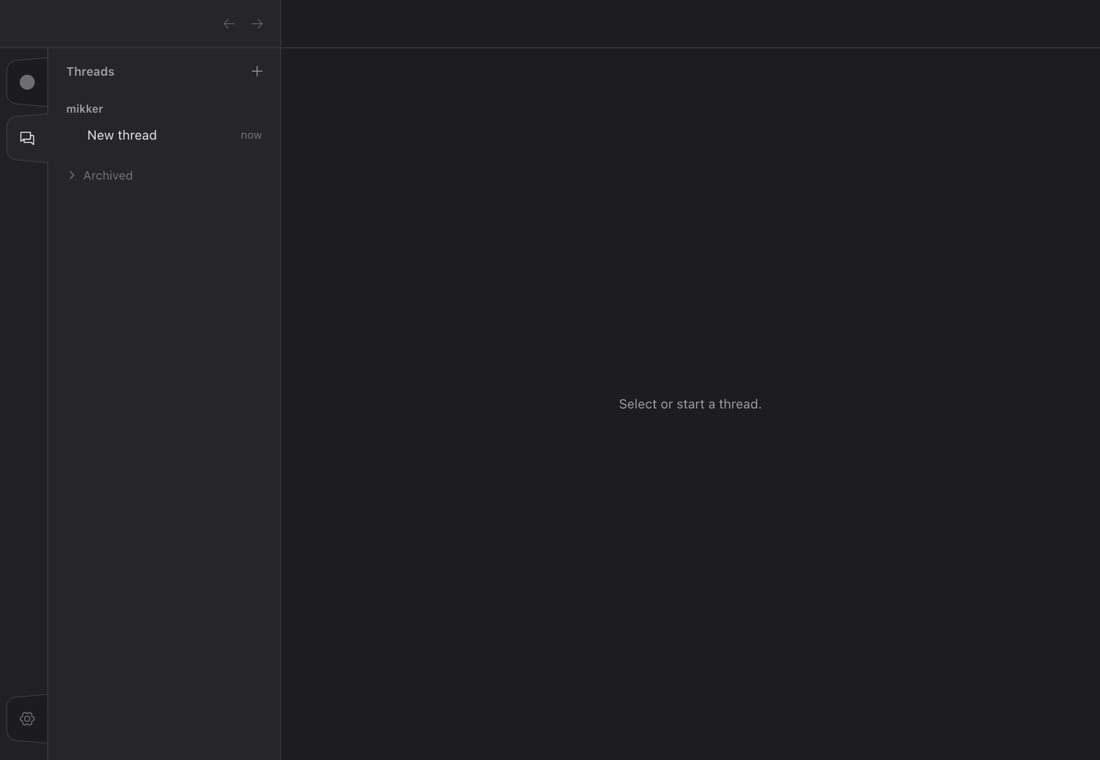 Threads
mikker
New thread now
Archived
Select or start a thread.